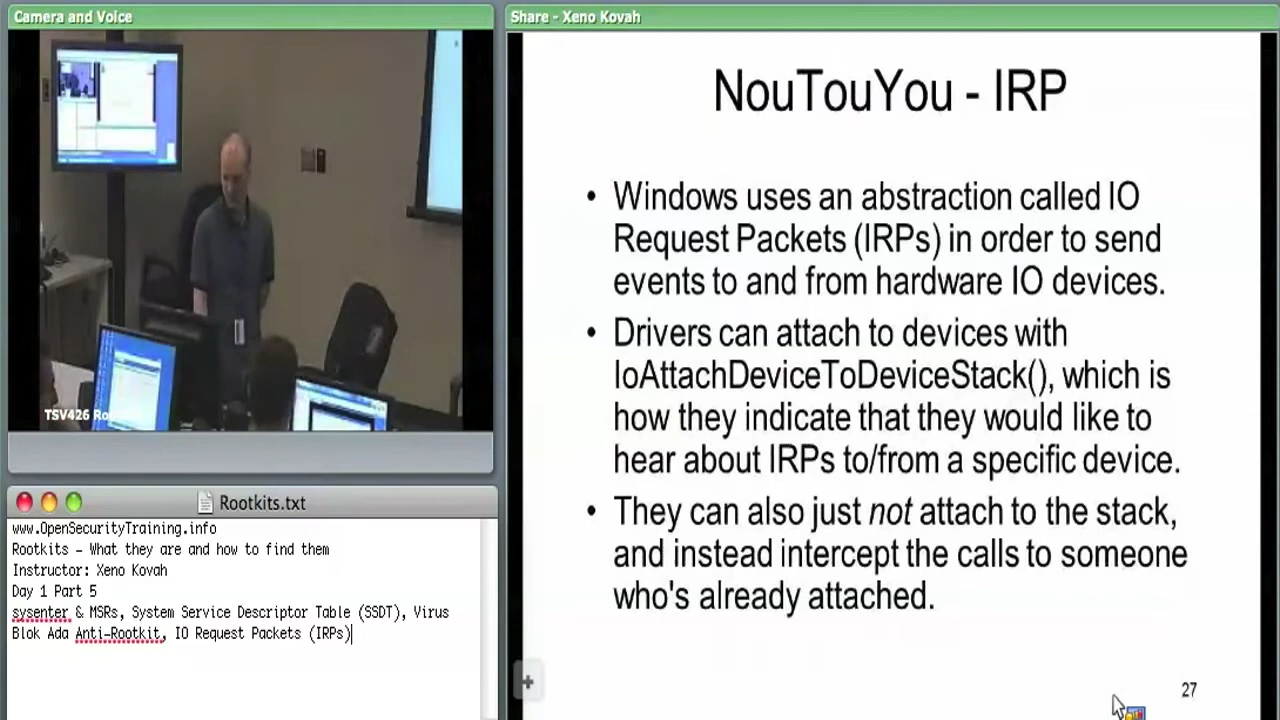 Camera and Voice
TSV426
Share - Xeno Kovah
NouTouYou - IRP
• Windows uses an abstraction called IO
Request Packets (IRPs) in order to send
events to and from hardware IO devices.
• Drivers can attach to devices with
IoAttachDeviceToDeviceStack(), which is
how they indicate that they would like to
hear about IRPs to/from a specific device.
• They can also just not attach to the stack,
and instead intercept the calls to someone
who's already attached.
27
Rootkits.txt
www.OpenSecurityTraining.info
Rootkits - What they are and how to find them
Instructor: Xeno Kovah
Day 1 Part 5
sysenter & MSRs, System Service Descriptor Table (SSDT), Virus
Blok Ada Anti-Rootkit, IO Request Packets (IRPs)